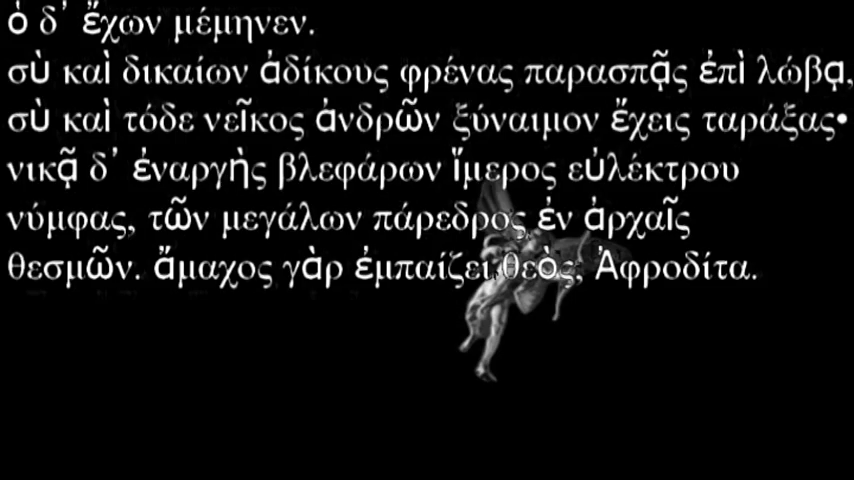 ὁ δ᾽ ἔχων μέμηνεν.
σὺ καὶ δικαίων ἀδίκους φρένας παρασπᾷς ἐπὶ λώβᾳ,
σὺ καὶ τόδε νεῖκος ἀνδρῶν ξύναιμον ἔχεις ταράξας•
νικᾷ δ᾽ ἐναργὴς βλεφάρων ἵμερος εὐλέκτρου
νύμφας, τῶν μεγάλων πάρεδρος ἐν ἀρχαῖς
θεσμῶν. ἄμαχος γὰρ ἐμπαίζει θεὸς, Ἀφροδίτα.